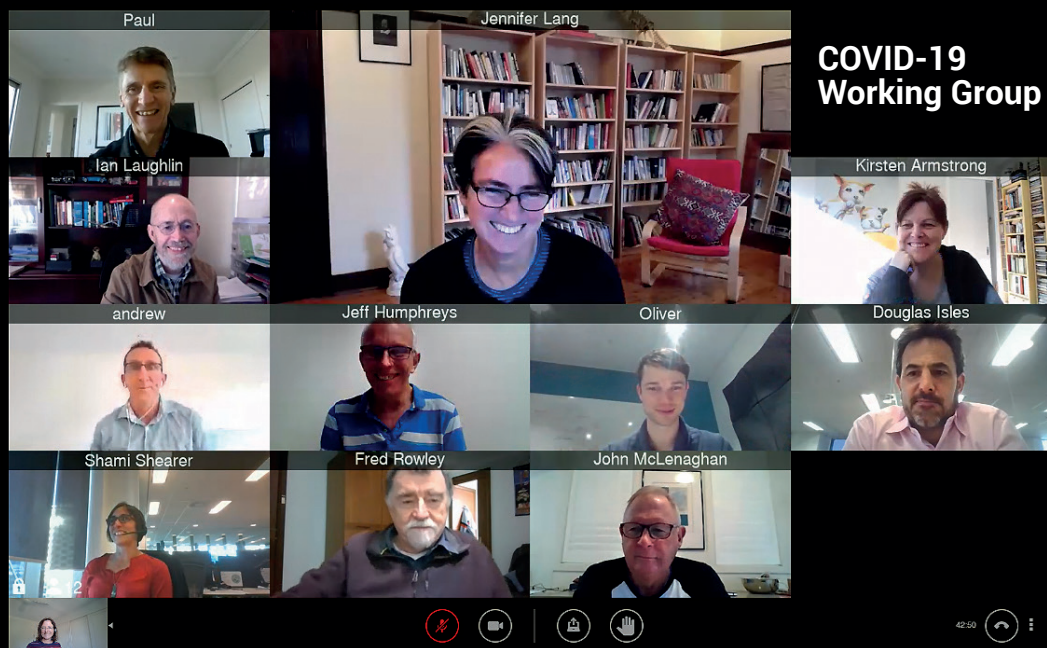 Paul
Jennifer Lang
COVID-19
Working Group
Ian Laughlin
Kirsten Armstrong
andrew
Jeff Humphreys
Oliver
Douglas Isles
Shami Shearer
Fred Rowley
John McLenaghan
12
42:50